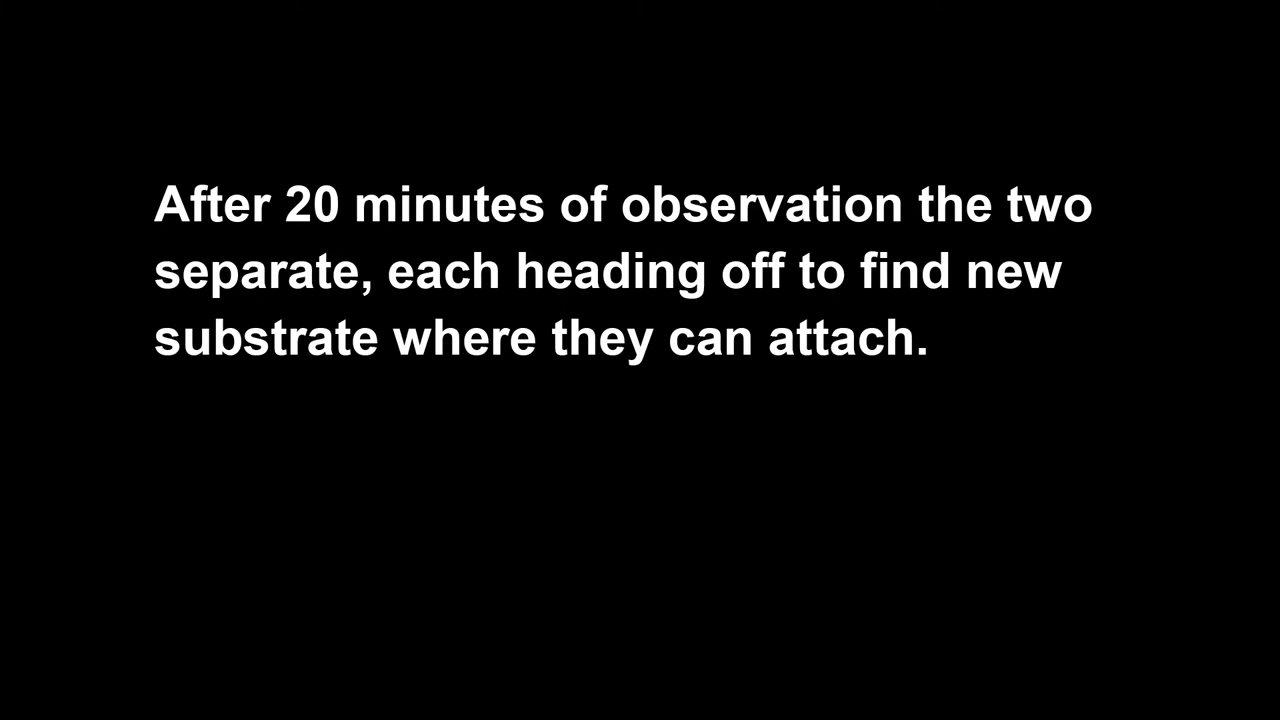 After 20 minutes of observation the two
separate, each heading off to find new
substrate where they can attach.